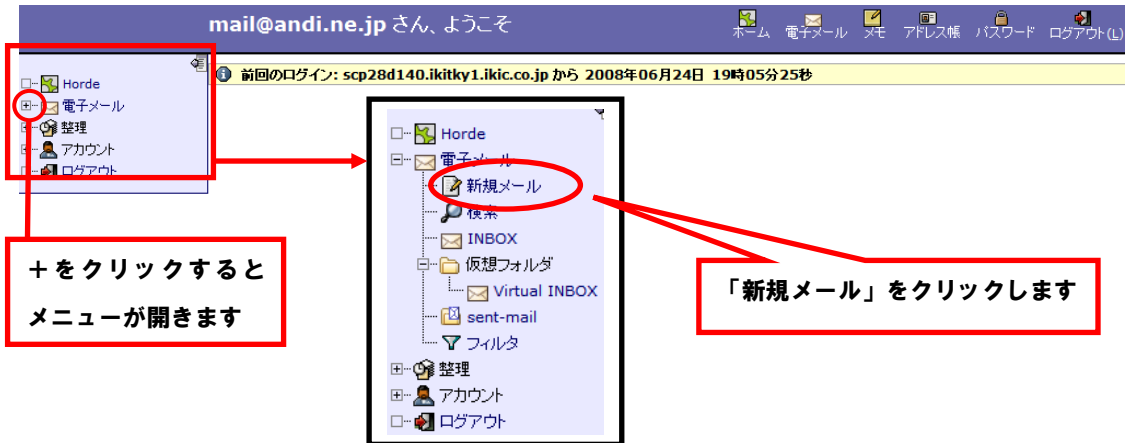 mail@andi.ne.jp さん、ようこそ
ホーム 電子メール メモ アドレス帳 パスワード ログアウト(L)
前回のログイン: scp28d140.ikitky1.ikic.co.jp から 2008年06月24日 19時05分25秒
Horde
電子メール
整理
アカウント
ログアウト
+をクリックすると
メニューが開きます
Horde
電子メール
新規メール
検索
INBOX
仮想フォルダ
Virtual INBOX
sent-mail
フィルタ
整理
アカウント
ログアウト
「新規メール」をクリックします